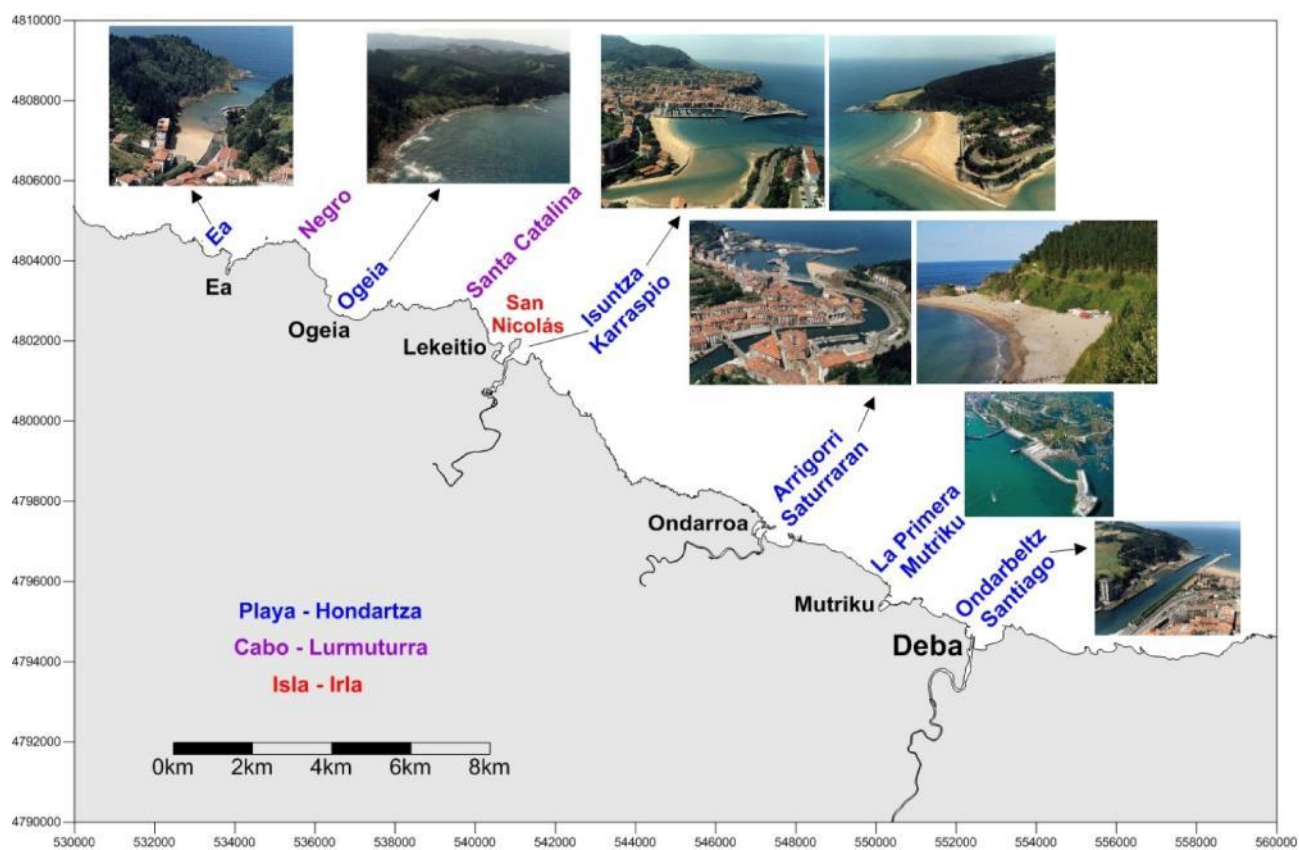 4810000
4808000
4806000
4804000
4802000
4800000
4798000
4796000
4794000
4792000
4790000
530000
532000
534000
536000
538000
540000
542000
544000
546000
548000
550000
552000
554000
556000
558000
560000
Ea
Negro
Ogeia
Santa Catalina
San
Nicolás
Isuntza
Karraspio
Arrigorri
Saturraran
La Primera
Mutriku
Ondarbeltz
Santiago
Ea
Ogeia
Lekeitio
Ondarroa
Mutriku
Deba
Playa - Hondartza
Cabo - Lurmuturra
Isla - Irla
0km
2km
4km
6km
8km